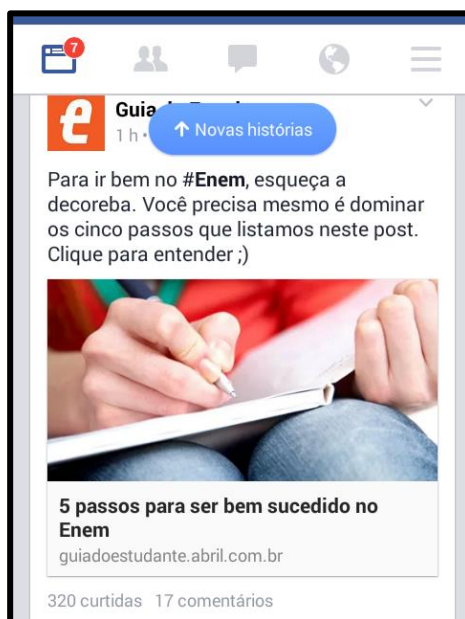 7
e
Guia
1 h •
↑ Novas histórias
Para ir bem no #Enem, esqueça a
decoreba. Você precisa mesmo é dominar
os cinco passos que listamos neste post.
Clique para entender ;)
5 passos para ser bem sucedido no
Enem
guiadoestudante.abril.com.br
320 curtidas 17 comentários